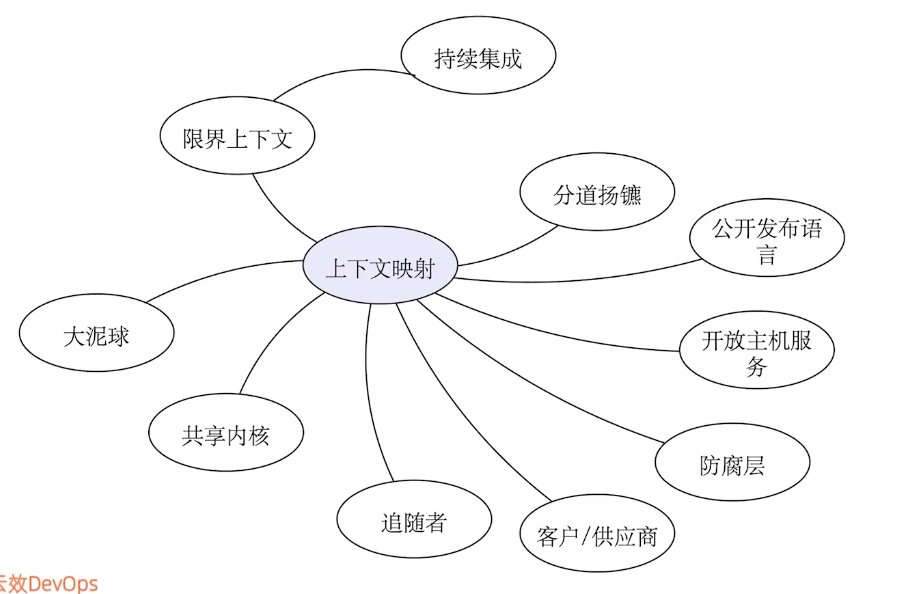 持续集成
限界上下文
分道扬镳
公开发布语
言
上下文映射
大泥球
开放主机服
务
共享内核
防腐层
追随者
客户/供应商
云效DevOps